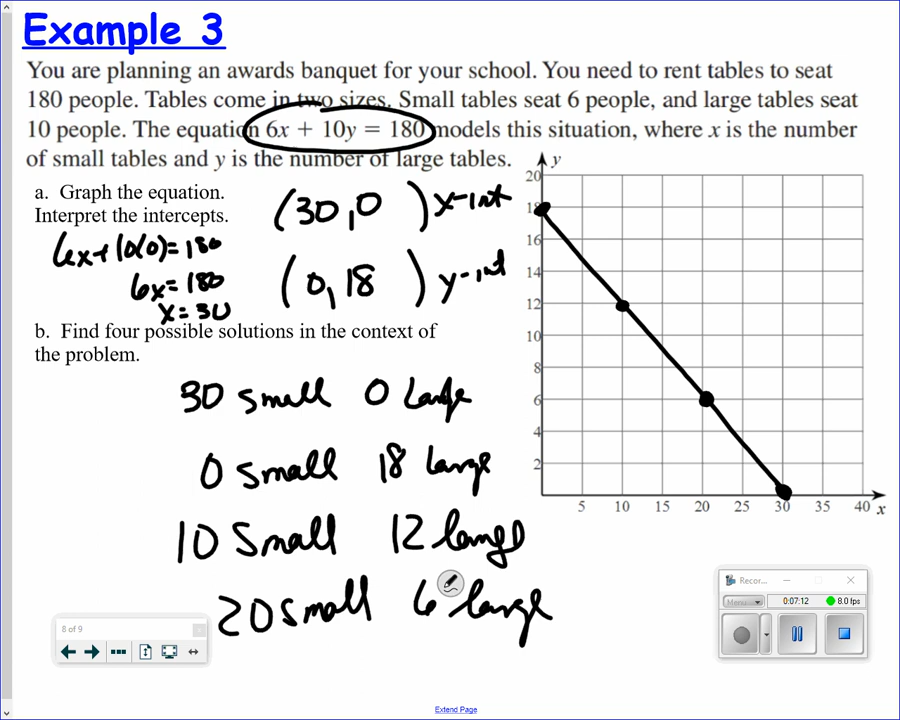 Example 3
You are planning an awards banquet for your school. You need to rent tables to seat
180 people. Tables come in two sizes. Small tables seat 6 people, and large tables seat
10 people. The equation 6x + 10y = 180 models this situation, where x is the number
of small tables and y is the number of large tables.
a. Graph the equation.
Interpret the intercepts.
(30,0) x-int
6x+10(0)=180
6x=180
x=30
(0,18) y-int
b. Find four possible solutions in the context of
the problem.
30 small 0 large
0 small 18 large
10 small 12 large
20 small 6 large
y
20
18
16
14
12
10
8
6
4
2
5 10 15 20 25 30 35 40 x
8 of 9
Recor...
Menu
0:07:12 8.0 fps
Extend Page